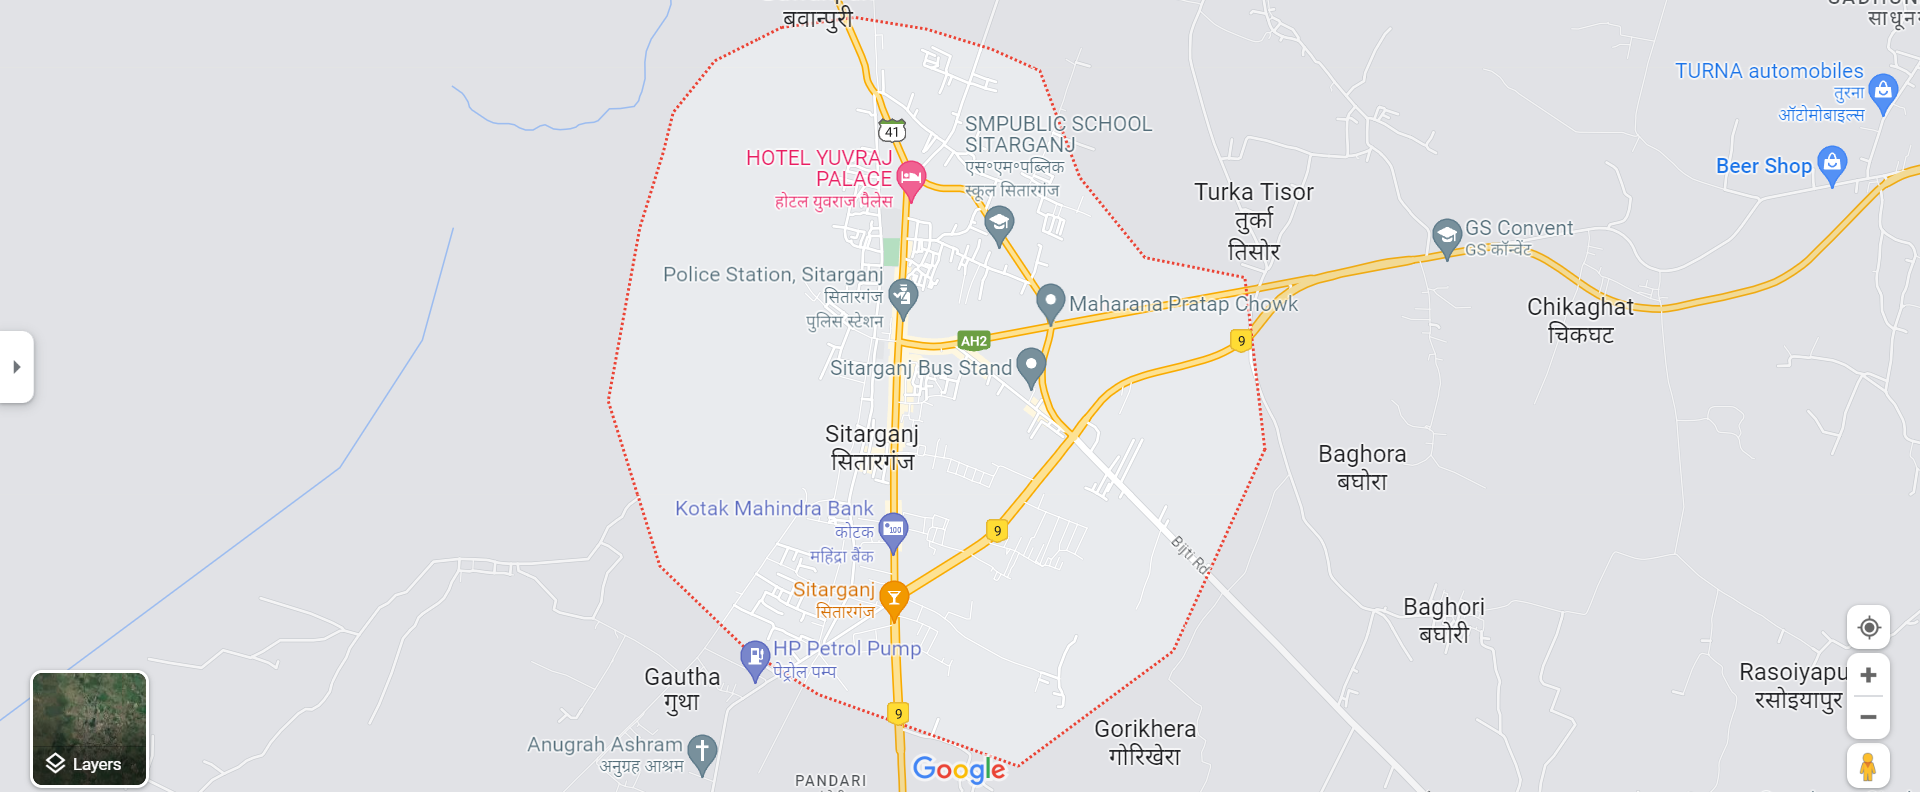 बवान्पुरी
साधून
TURNA automobiles
तुरना
ऑटोमोबाइल्स
41
SMPUBLIC SCHOOL
SITARGANJ
एस॰एम॰पब्लिक
स्कूल सितारगंज
HOTEL YUVRAJ
PALACE
होटल युवराज पैलेस
Beer Shop
Turka Tisor
तुर्का
तिसोर
GS Convent
GS कॉन्वेंट
Police Station, Sitarganj
सितारगंज
पुलिस स्टेशन
Maharana Pratap Chowk
Chikaghat
चिकघट
AH2
9
Sitarganj Bus Stand
Sitarganj
सितारगंज
Baghora
बघोरा
Kotak Mahindra Bank
कोटक
महिंद्रा बैंक
100
9
Bijti Rd
Sitarganj
सितारगंज
Baghori
बघोरी
HP Petrol Pump
पेट्रोल पम्प
Gautha
गुथा
Rasoiyapu
रसोइयापुर
9
Gorikhera
गोरिखेरा
Anugrah Ashram
अनुग्रह आश्रम
Layers
PANDARI
Google